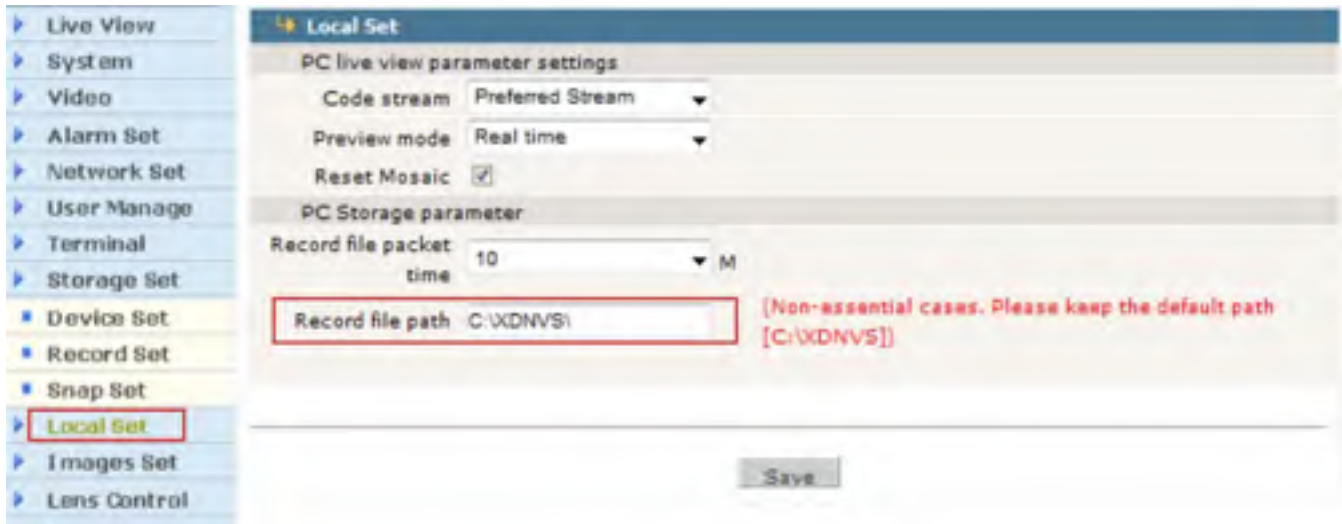 Live View
System
Video
Alarm Set
Network Set
User Manage
Terminal
Storage Set
Device Set
Record Set
Snap Set
Local Set
Images Set
Lens Control
Local Set
PC live view parameter settings
Code stream Preferred Stream
Preview mode Real time
Reset Mosaic
PC Storage parameter
Record file packet
time 10 M
Record file path C:\XDNVS\
(Non-essential cases. Please keep the default path
[C:\XDNVS])
Save